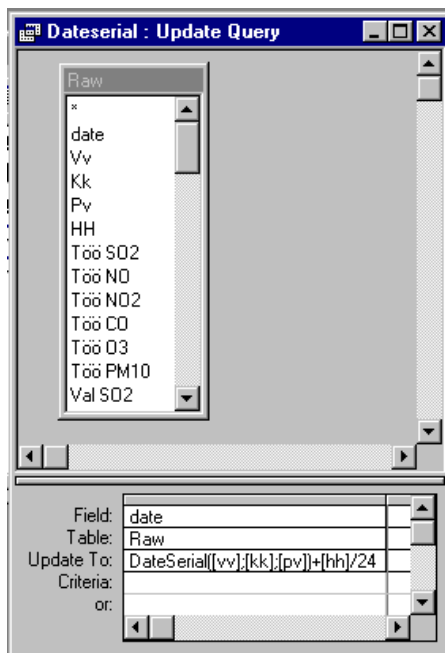 Dateserial : Update Query
Raw
*
date
Vv
Kk
Pv
HH
Töö SO2
Töö NO
Töö NO2
Töö CO
Töö O3
Töö PM10
Val SO2
Field: date
Table: Raw
Update To: DateSerial([vv];[kk];[pv])+[hh]/24
Criteria:
or: